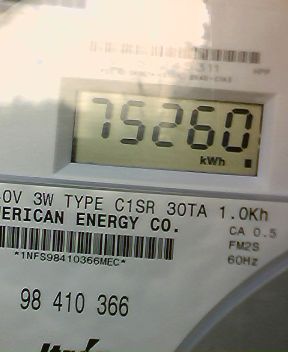 75260
kWh
0V 3W TYPE C1SR 30TA 1.0Kh
ERICAN ENERGY CO.
CA 0.5
*1NFS98410366MEC*
FM2S
60Hz
98 410 366